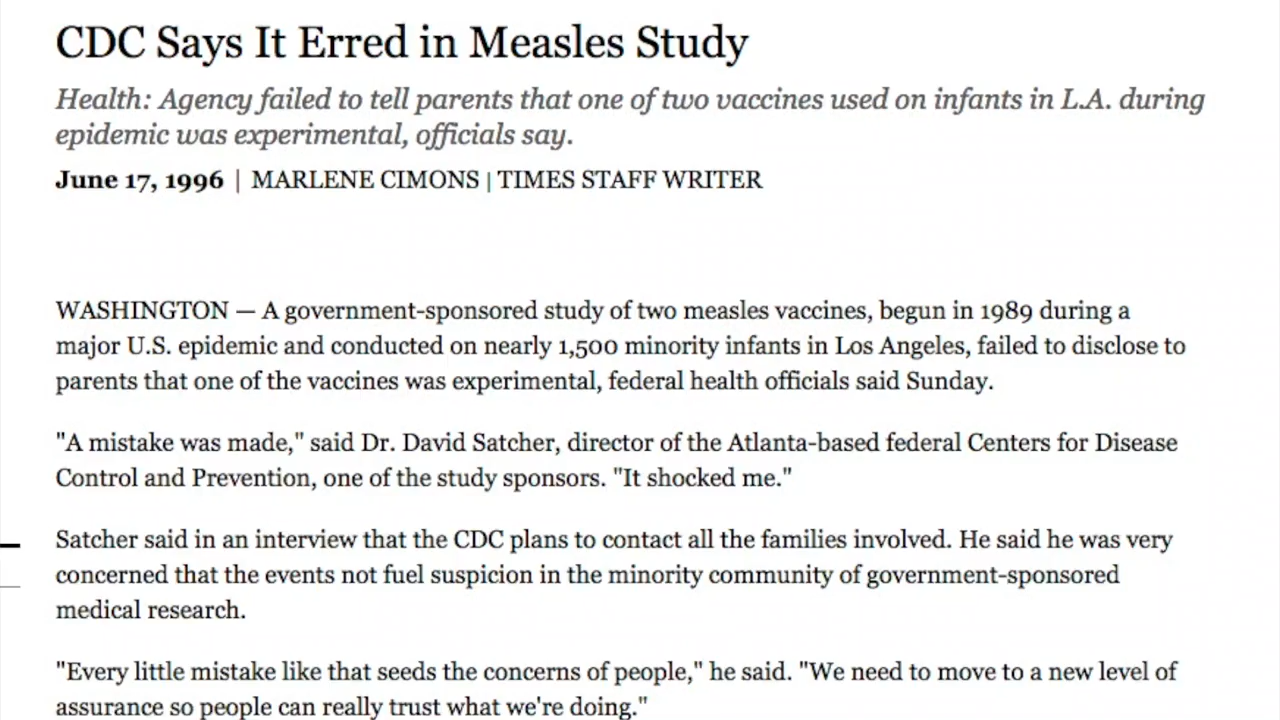 CDC Says It Erred in Measles Study
Health: Agency failed to tell parents that one of two vaccines used on infants in L.A. during
epidemic was experimental, officials say.
June 17, 1996 | MARLENE CIMONS | TIMES STAFF WRITER
WASHINGTON — A government-sponsored study of two measles vaccines, begun in 1989 during a
major U.S. epidemic and conducted on nearly 1,500 minority infants in Los Angeles, failed to disclose to
parents that one of the vaccines was experimental, federal health officials said Sunday.
"A mistake was made," said Dr. David Satcher, director of the Atlanta-based federal Centers for Disease
Control and Prevention, one of the study sponsors. "It shocked me."
Satcher said in an interview that the CDC plans to contact all the families involved. He said he was very
concerned that the events not fuel suspicion in the minority community of government-sponsored
medical research.
"Every little mistake like that seeds the concerns of people," he said. "We need to move to a new level of
assurance so people can really trust what we're doing."